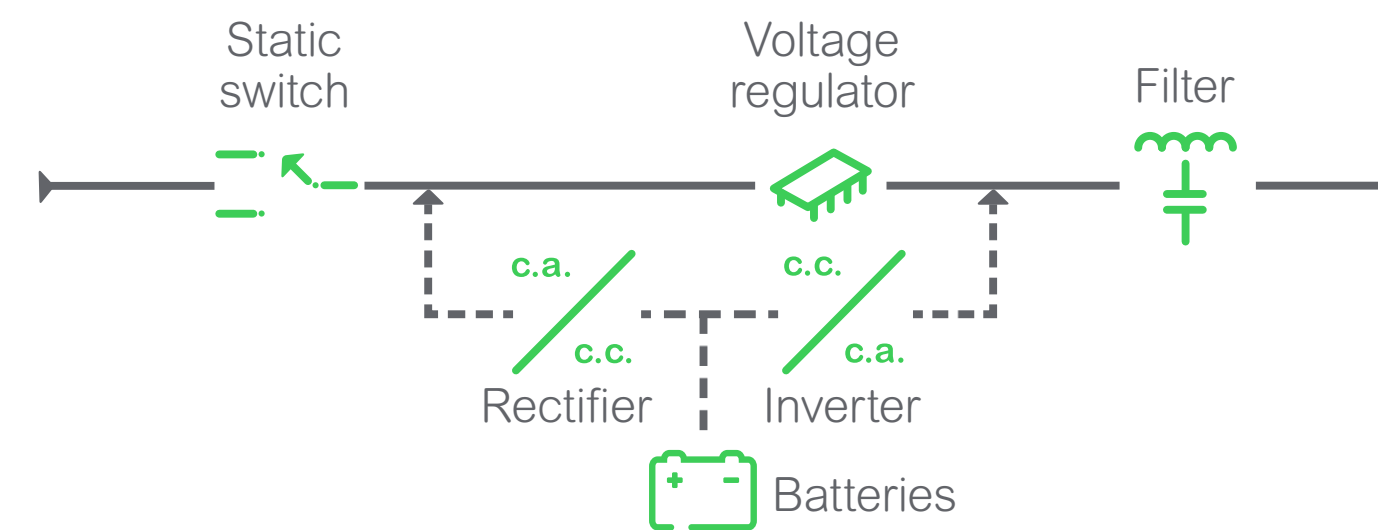 Static
switch
Voltage
regulator
Filter
c.a.
c.c.
Rectifier
c.c.
c.a.
Inverter
Batteries